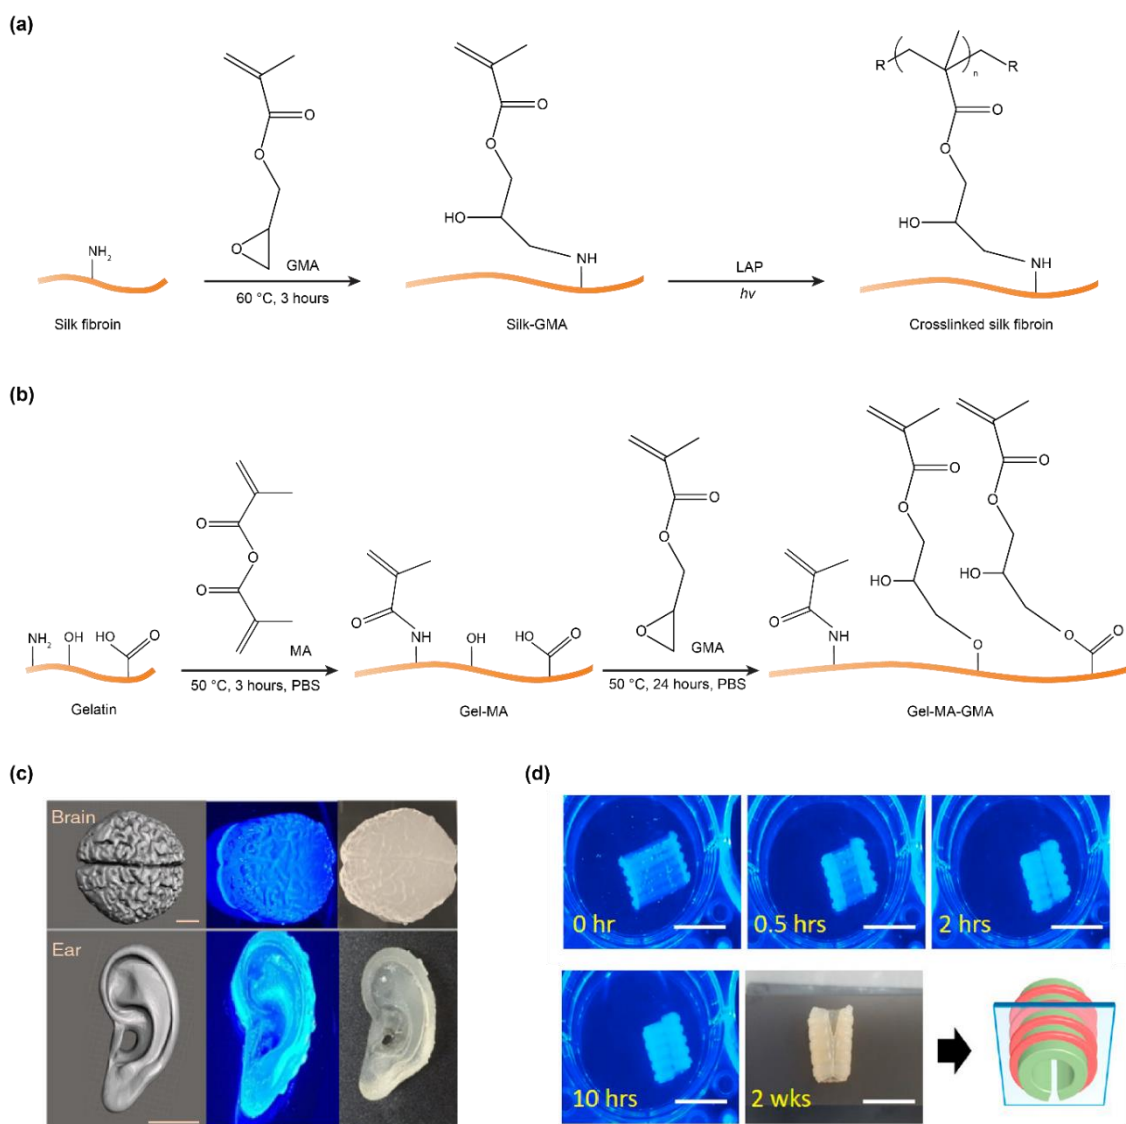 (a)
O
O
O
GMA
NH2
60 °C, 3 hours
Silk fibroin
O
O
HO
NH
Silk-GMA
LAP
hv
R
n
R
O
O
HO
NH
Crosslinked silk fibroin
(b)
O
O
O
NH2
OH
HO
O
MA
50 °C, 3 hours, PBS
Gelatin
O
NH
OH
HO
O
Gel-MA
O
O
O
GMA
50 °C, 24 hours, PBS
O
NH
O
O
HO
O
O
O
HO
O
O
Gel-MA-GMA
(c)
Brain
Ear
(d)
0 hr
0.5 hrs
2 hrs
10 hrs
2 wks